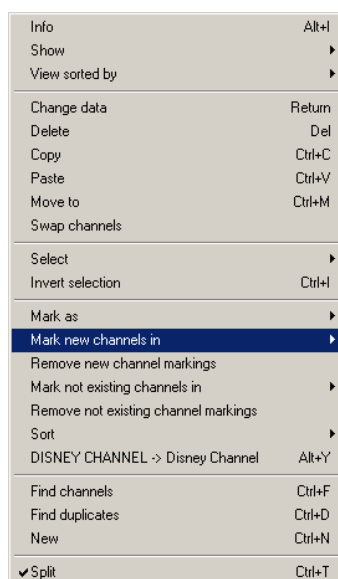 Info Alt+I
Show
View sorted by
Change data Return
Delete Del
Copy Ctrl+C
Paste Ctrl+V
Move to Ctrl+M
Swap channels
Select
Invert selection Ctrl+I
Mark as
Mark new channels in
Remove new channel markings
Mark not existing channels in
Remove not existing channel markings
Sort
DISNEY CHANNEL -> Disney Channel Alt+Y
Find channels Ctrl+F
Find duplicates Ctrl+D
New Ctrl+N
Split Ctrl+T